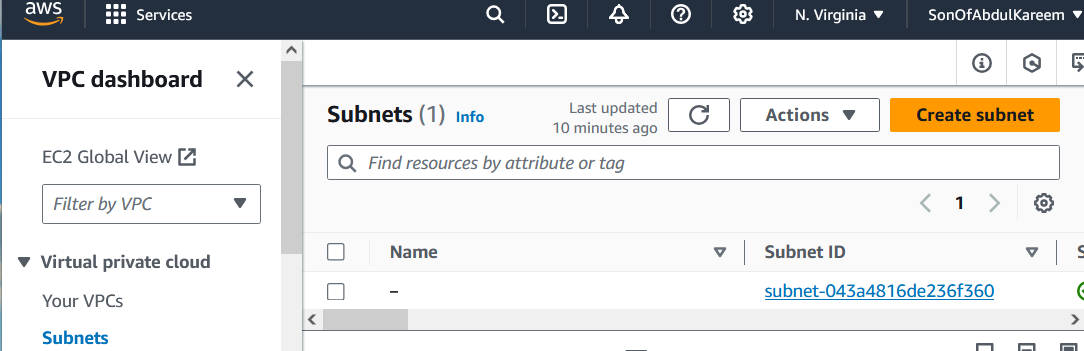 aws
Services
N. Virginia
SonOfAbdulKareem
VPC dashboard
EC2 Global View
Filter by VPC
Virtual private cloud
Your VPCs
Subnets
Subnets (1) Info
Last updated
10 minutes ago
Actions
Create subnet
Find resources by attribute or tag
1
Name
Subnet ID
–
subnet-043a4816de236f360